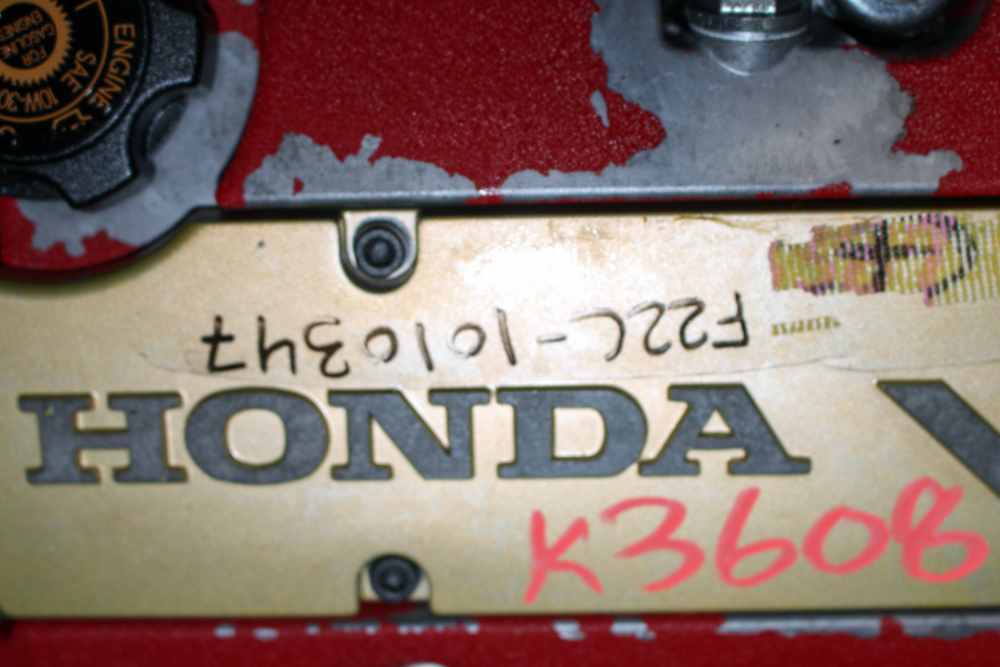 FOR
GASOLINE
ENGINES
ENGINE
SAE 10W-30
F22C-1010347
HONDA V
K3608